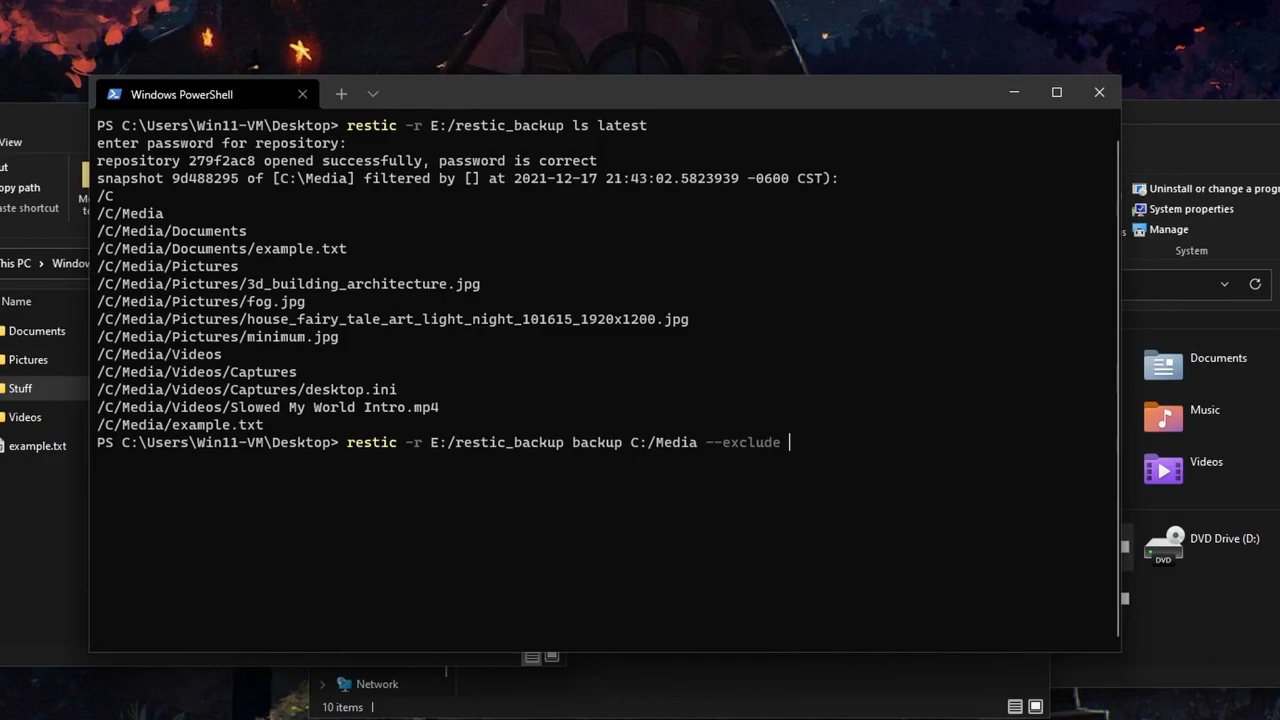 Windows PowerShell
PS C:\Users\Win11-VM\Desktop> restic -r E:/restic_backup ls latest
enter password for repository:
repository 279f2ac8 opened successfully, password is correct
snapshot 9d488295 of [C:\Media] filtered by [] at 2021-12-17 21:43:02.5823939 -0600 CST):
/C
/C/Media
/C/Media/Documents
/C/Media/Documents/example.txt
/C/Media/Pictures
/C/Media/Pictures/3d_building_architecture.jpg
/C/Media/Pictures/fog.jpg
/C/Media/Pictures/house_fairy_tale_art_light_night_101615_1920x1200.jpg
/C/Media/Pictures/minimum.jpg
/C/Media/Videos
/C/Media/Videos/Captures
/C/Media/Videos/Captures/desktop.ini
/C/Media/Videos/Slowed My World Intro.mp4
/C/Media/example.txt
PS C:\Users\Win11-VM\Desktop> restic -r E:/restic_backup backup C:/Media --exclude
View
ut
opy path
aste shortcut
his PC > Window
Name
Documents
Pictures
Stuff
Videos
example.txt
Uninstall or change a prog
System properties
Manage
System
Documents
Music
Videos
DVD Drive (D:)
DVD
Network
10 items